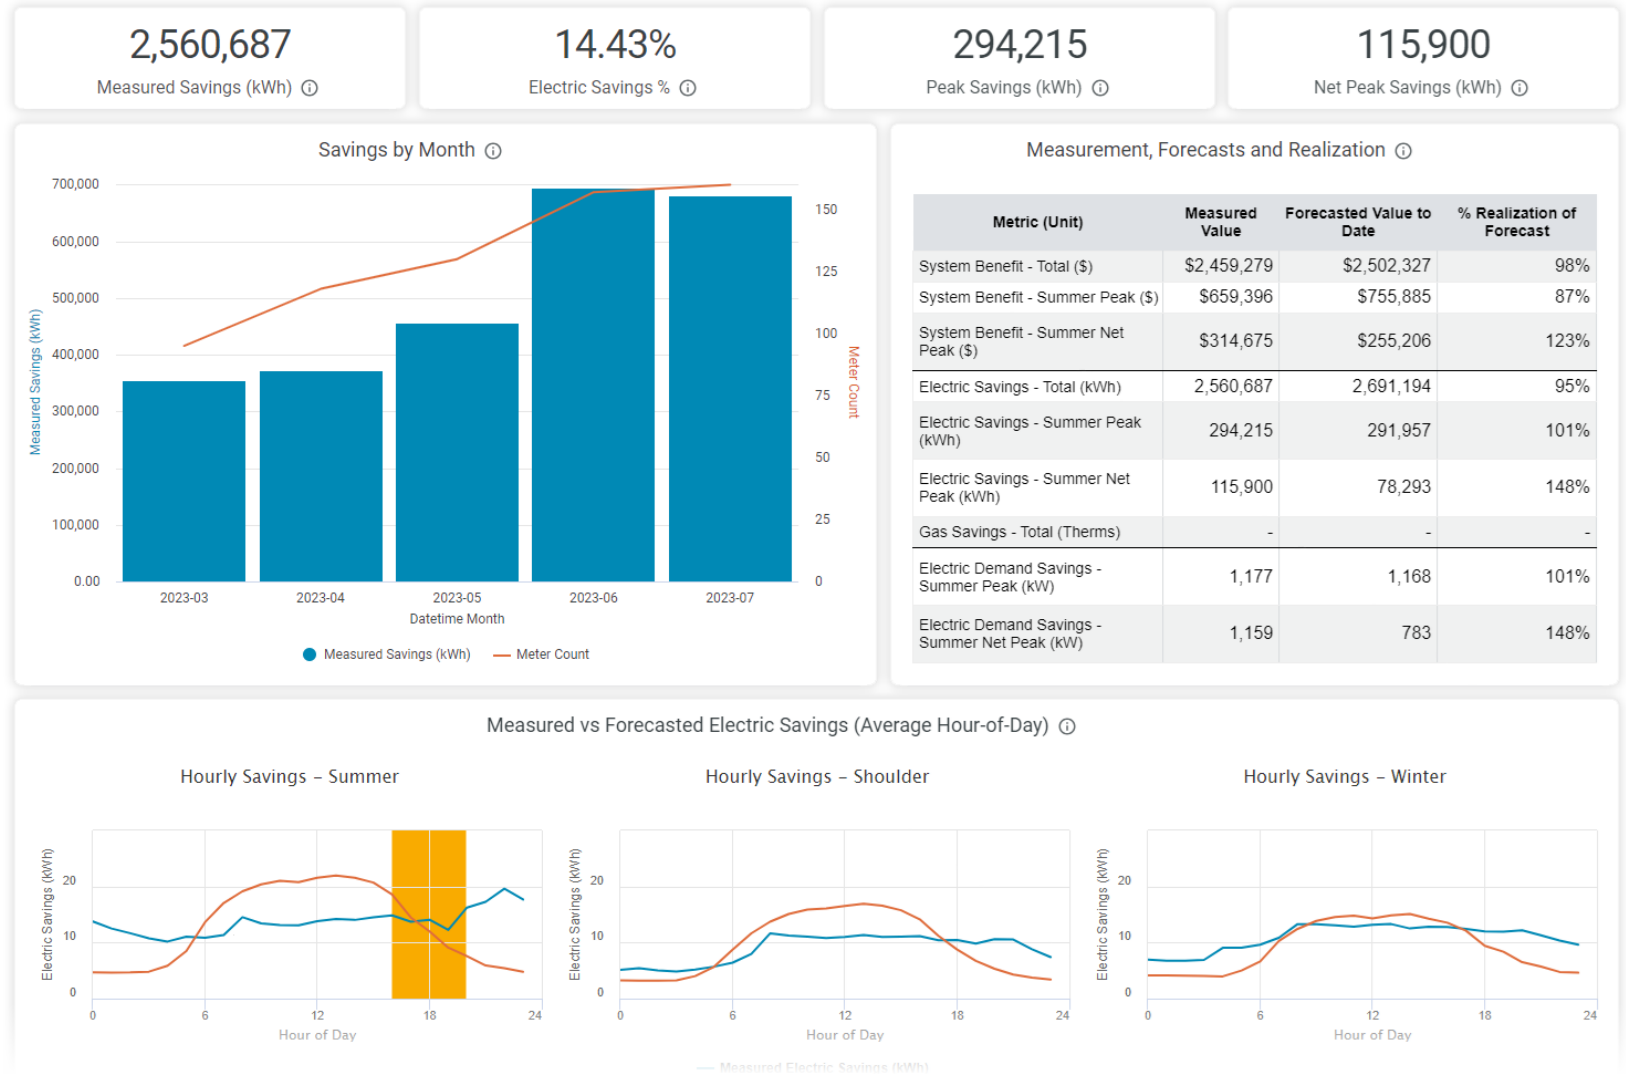 2,560,687
Measured Savings (kWh)
14.43%
Electric Savings %
294,215
Peak Savings (kWh)
115,900
Net Peak Savings (kWh)
Savings by Month
700,000
600,000
500,000
400,000
300,000
200,000
100,000
0.00
Measured Savings (kWh)
150
125
100
75
50
25
0
Meter Count
2023-03 2023-04 2023-05 2023-06 2023-07
Datetime Month
Measured Savings (kWh) Meter Count
Measurement, Forecasts and Realization
Metric (Unit) Measured Value Forecasted Value to Date % Realization of Forecast
System Benefit - Total ($) $2,459,279 $2,502,327 98%
System Benefit - Summer Peak ($) $659,396 $755,885 87%
System Benefit - Summer Net Peak ($) $314,675 $255,206 123%
Electric Savings - Total (kWh) 2,560,687 2,691,194 95%
Electric Savings - Summer Peak (kWh) 294,215 291,957 101%
Electric Savings - Summer Net Peak (kWh) 115,900 78,293 148%
Gas Savings - Total (Therms) - - -
Electric Demand Savings - Summer Peak (kW) 1,177 1,168 101%
Electric Demand Savings - Summer Net Peak (kW) 1,159 783 148%
Measured vs Forecasted Electric Savings (Average Hour-of-Day)
Hourly Savings – Summer
Electric Savings (kWh)
20
10
0
0 6 12 18 24
Hour of Day
Hourly Savings – Shoulder
Electric Savings (kWh)
20
10
0
0 6 12 18 24
Hour of Day
Hourly Savings – Winter
Electric Savings (kWh)
20
10
0
0 6 12 18 24
Hour of Day
Measured Electric Savings (kWh)